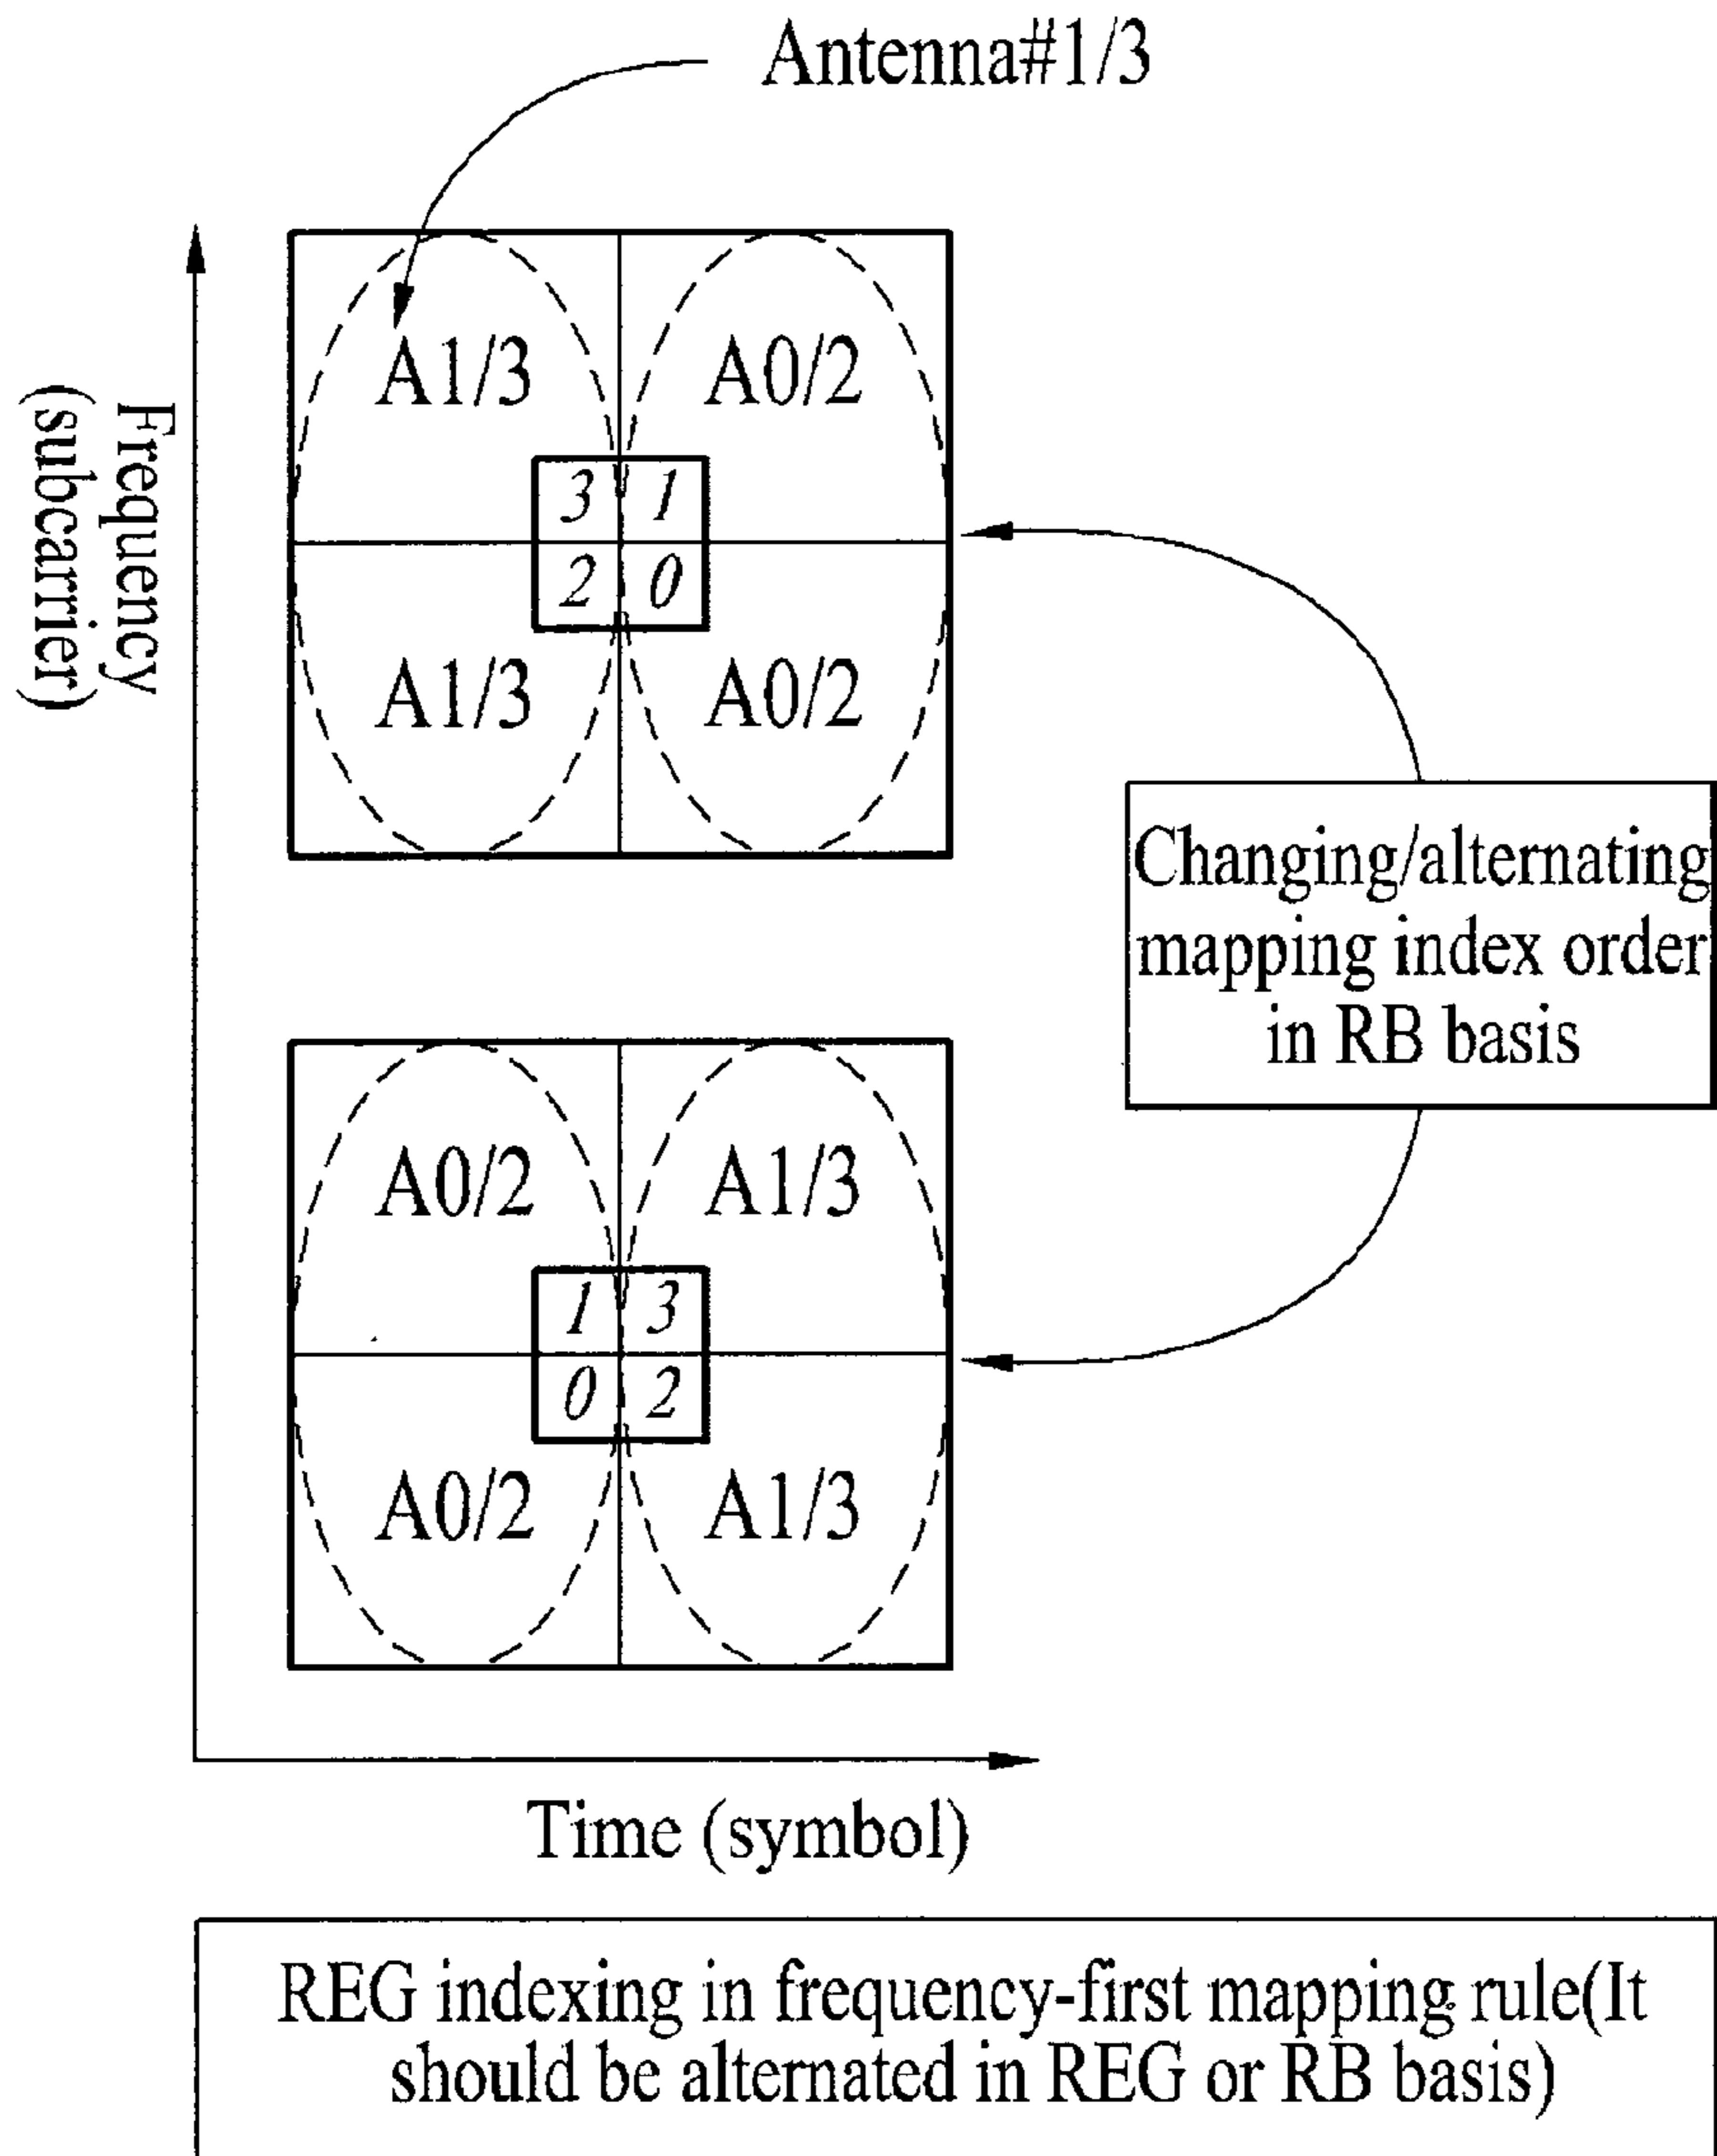 Antenna#1/3
Frequency
(subcarrier)
A1/3 A0/2
3 1
2 0
A1/3 A0/2
Changing/alternating
mapping index order
in RB basis
A0/2 A1/3
1 3
0 2
A0/2 A1/3
Time (symbol)
REG indexing in frequency-first mapping rule(It
should be alternated in REG or RB basis)